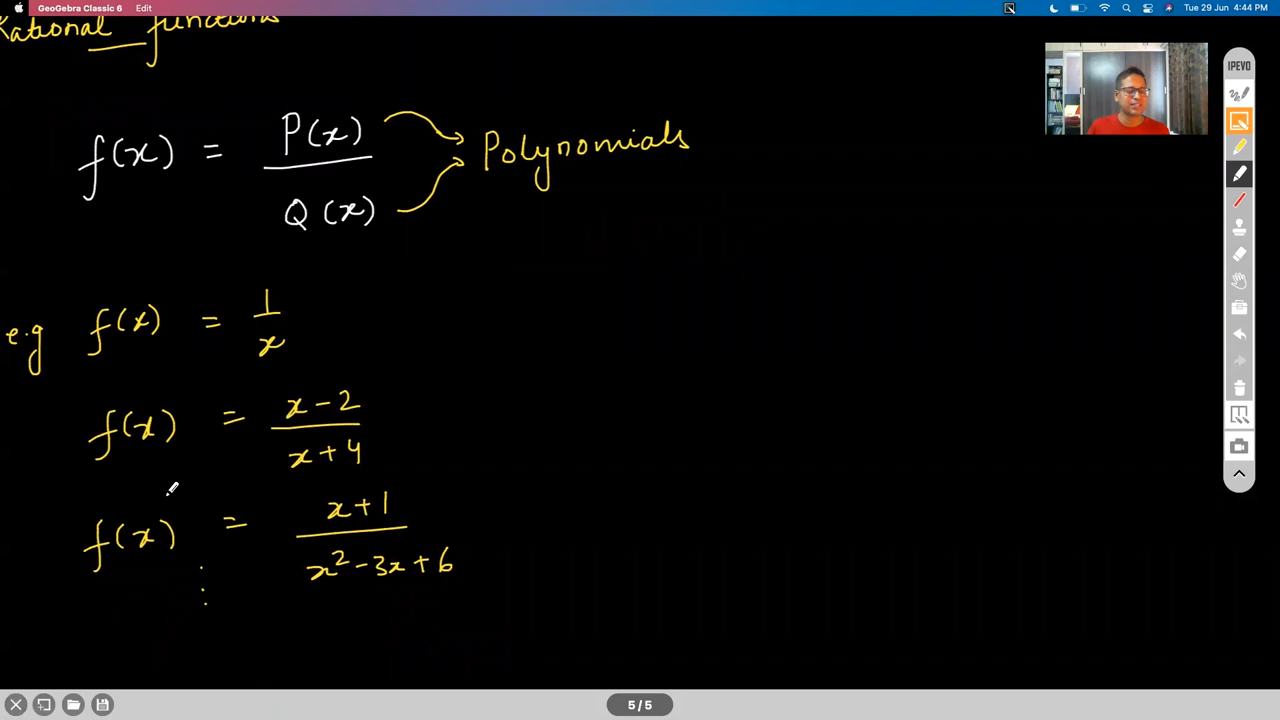 GeoGebra Classic 6 Edit Tue 29 Jun 4:44 PM
Rational functions
IPEVO
f(x) = P(x) / Q(x) Polynomials
e.g f(x) = 1 / x
f(x) = x - 2 / x + 4
f(x) = x + 1 / x² - 3x + 6
5 / 5